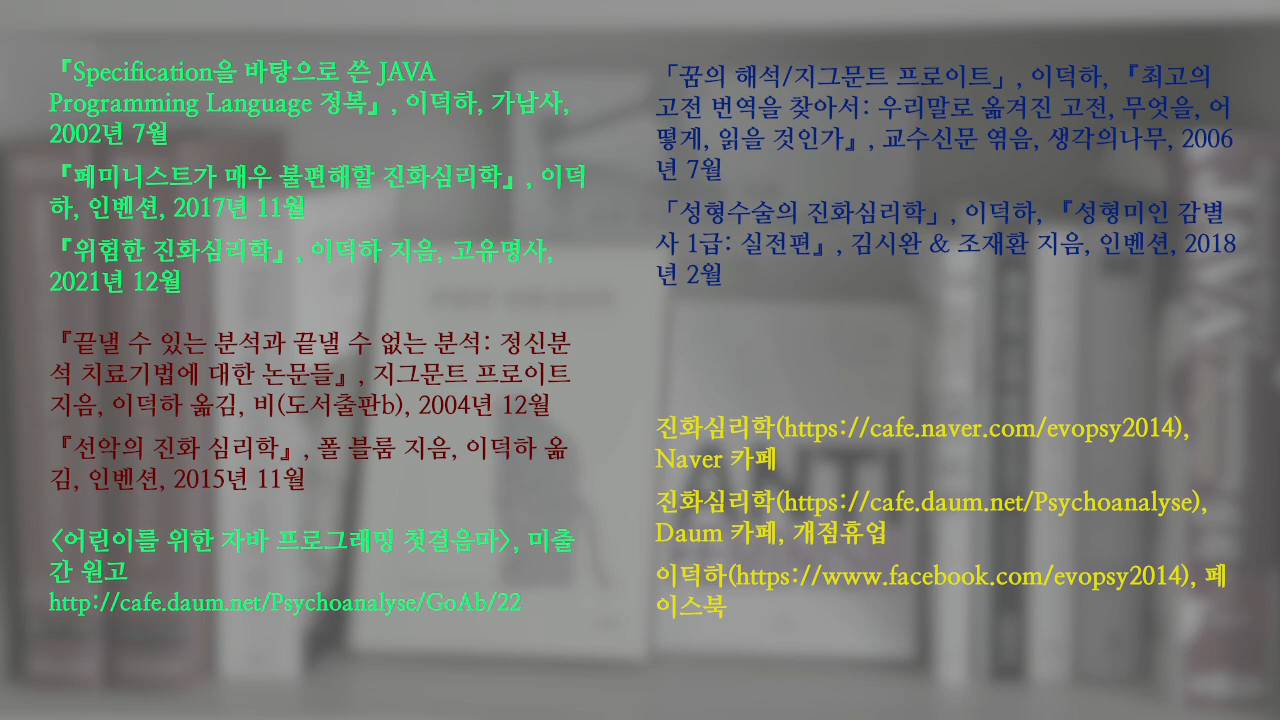 『Specification을 바탕으로 쓴 JAVA
Programming Language 정복』, 이덕하, 가남사,
2002년 7월
『페미니스트가 매우 불편해할 진화심리학』, 이덕
하, 인벤션, 2017년 11월
『위험한 진화심리학』, 이덕하 지음, 고유명사,
2021년 12월
『끝낼 수 있는 분석과 끝낼 수 없는 분석: 정신분
석 치료기법에 대한 논문들』, 지그문트 프로이트
지음, 이덕하 옮김, 비(도서출판b), 2004년 12월
『선악의 진화 심리학』, 폴 블룸 지음, 이덕하 옮
김, 인벤션, 2015년 11월
<어린이를 위한 자바 프로그래밍 첫걸음마>, 미출
간 원고
http://cafe.daum.net/Psychoanalyse/GoAb/22
「꿈의 해석/지그문트 프로이트」, 이덕하, 『최고의
고전 번역을 찾아서: 우리말로 옮겨진 고전, 무엇을, 어
떻게, 읽을 것인가』, 교수신문 엮음, 생각의나무, 2006
년 7월
「성형수술의 진화심리학」, 이덕하, 『성형미인 감별
사 1급: 실전편』, 김시완 & 조재환 지음, 인벤션, 2018
년 2월
진화심리학(https://cafe.naver.com/evopsy2014),
Naver 카페
진화심리학(https://cafe.daum.net/Psychoanalyse),
Daum 카페, 개점휴업
이덕하(https://www.facebook.com/evopsy2014), 페
이스북